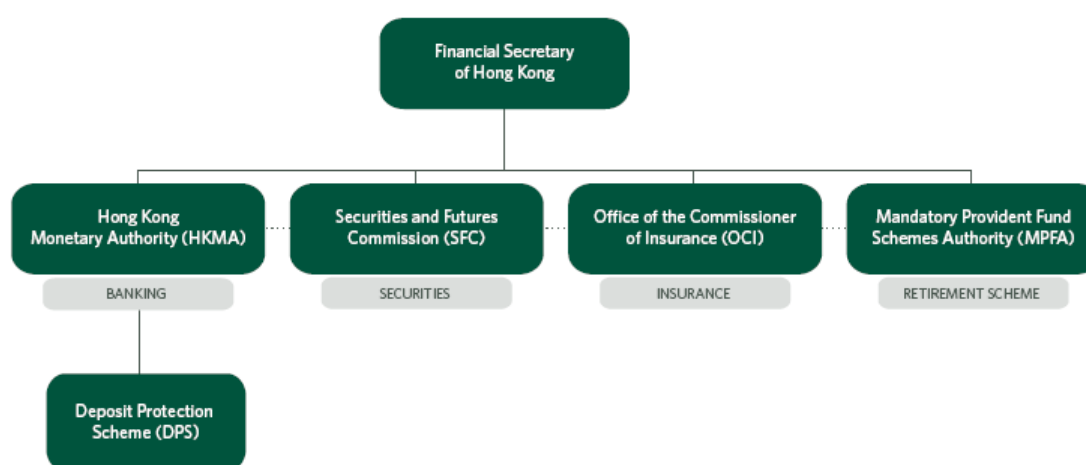 Financial Secretary
of Hong Kong
Hong Kong
Monetary Authority (HKMA)
Securities and Futures
Commission (SFC)
Office of the Commissioner
of Insurance (OCI)
Mandatory Provident Fund
Schemes Authority (MPFA)
BANKING
SECURITIES
INSURANCE
RETIREMENT SCHEME
Deposit Protection
Scheme (DPS)